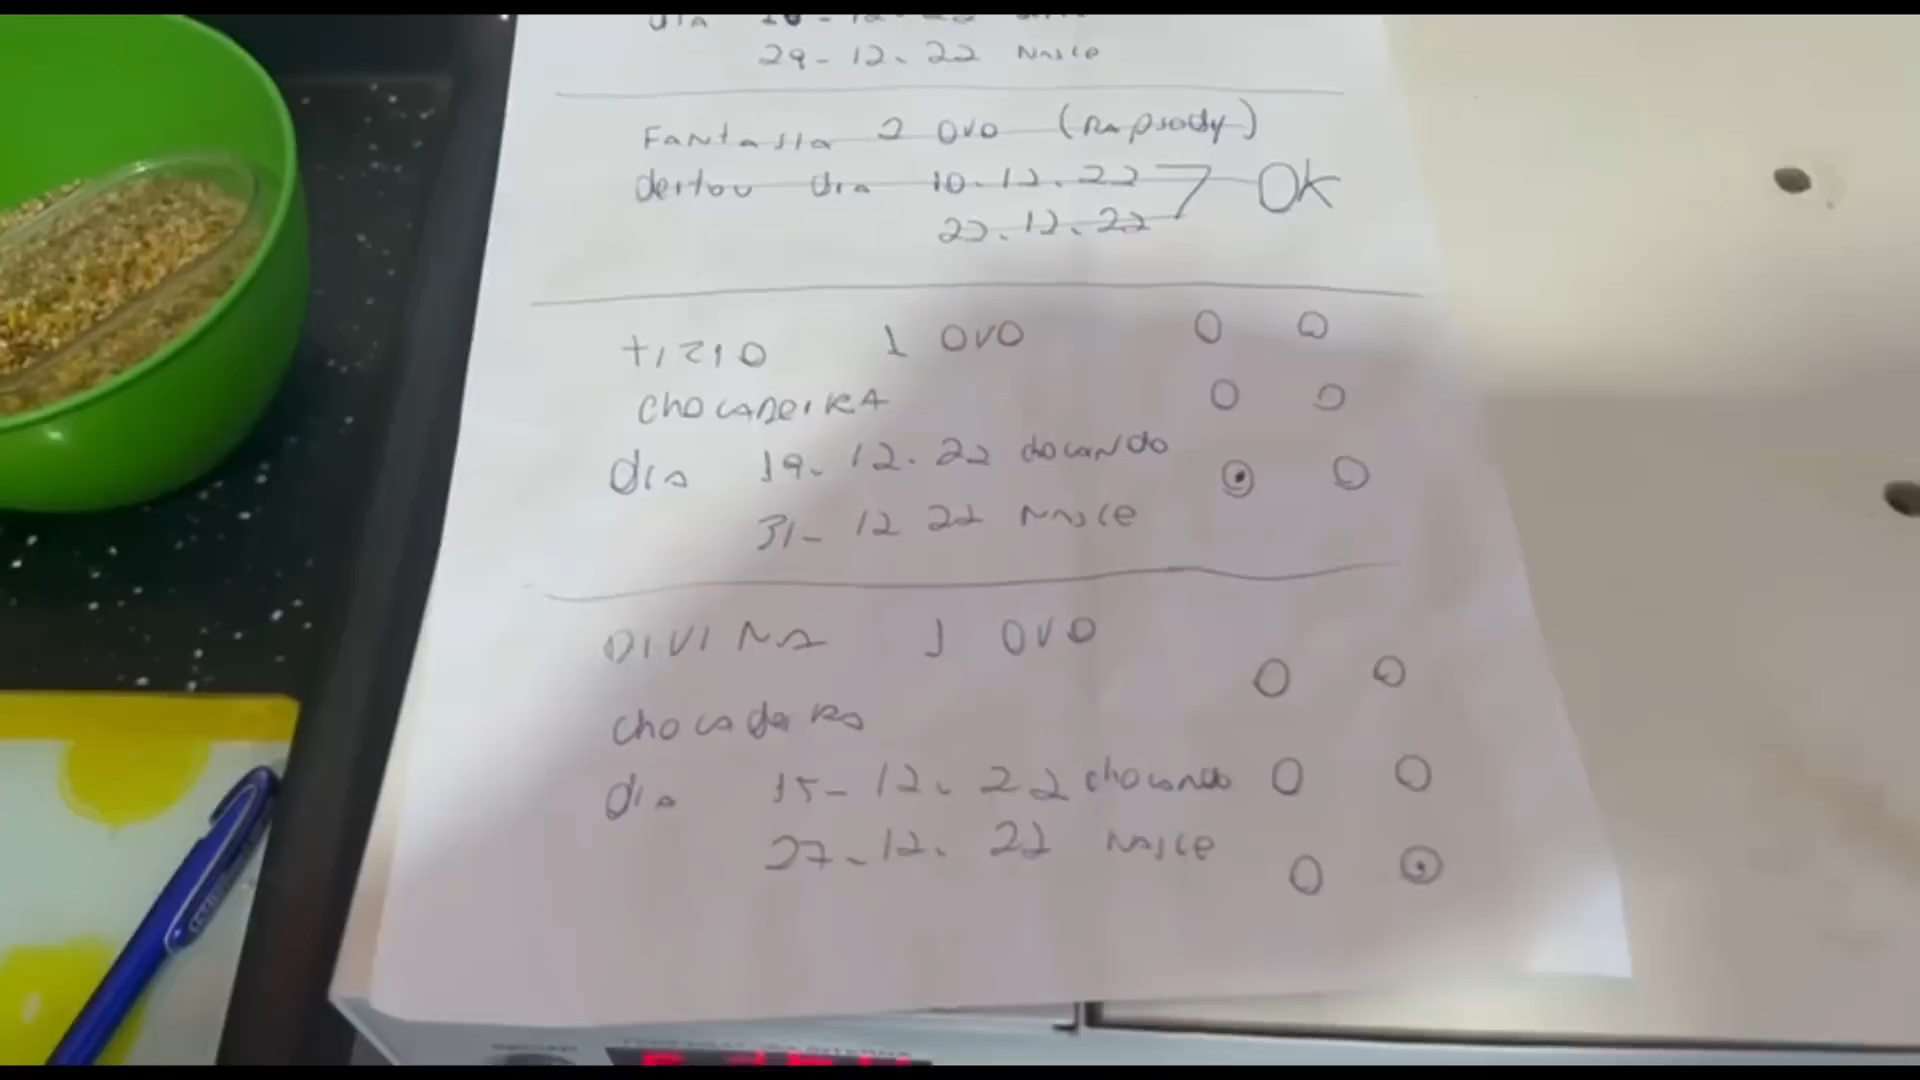 29-12.22 Nasce
Fantasia 2 ovo (Rapsody)
deitou dia 10.12.22 OK
22.12.22
tizio 1 ovo
chocadeira
dia 19-12.22 chocando
31-12 22 Nasce
DIVINA 1 ovo
chocadeira
dia 15-12.22 chocando
27-12.22 Nasce